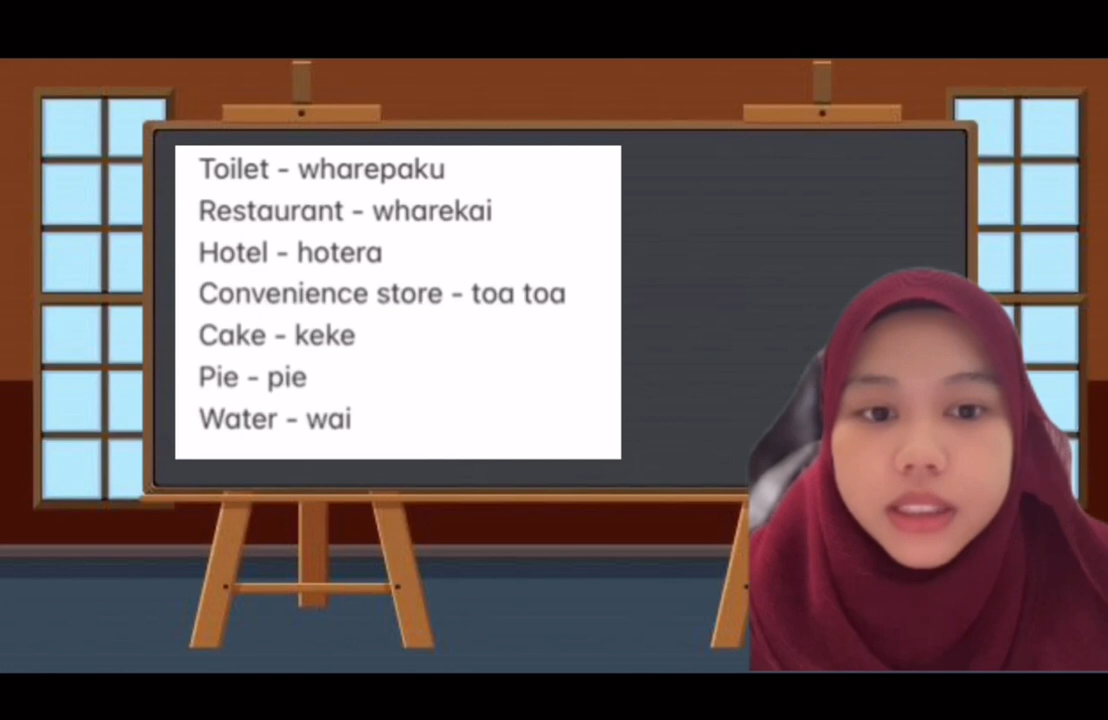 Toilet - wharepaku
Restaurant - wharekai
Hotel - hotera
Convenience store - toa toa
Cake - keke
Pie - pie
Water - wai